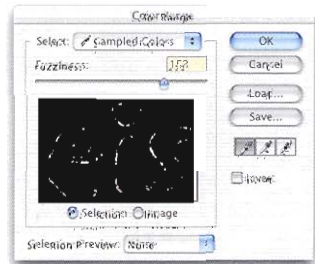 Color Range
Select: Sampled Colors
OK
Fuzziness:
Cancel
Load...
Save...
Invert
Selection Image
Selection Preview: None